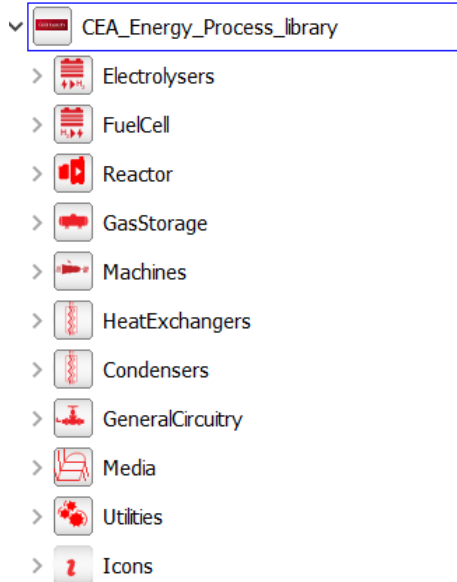 CEA_Energy_Process_library
Electrolysers
FuelCell
Reactor
GasStorage
Machines
HeatExchangers
Condensers
GeneralCircuitry
Media
Utilities
Icons